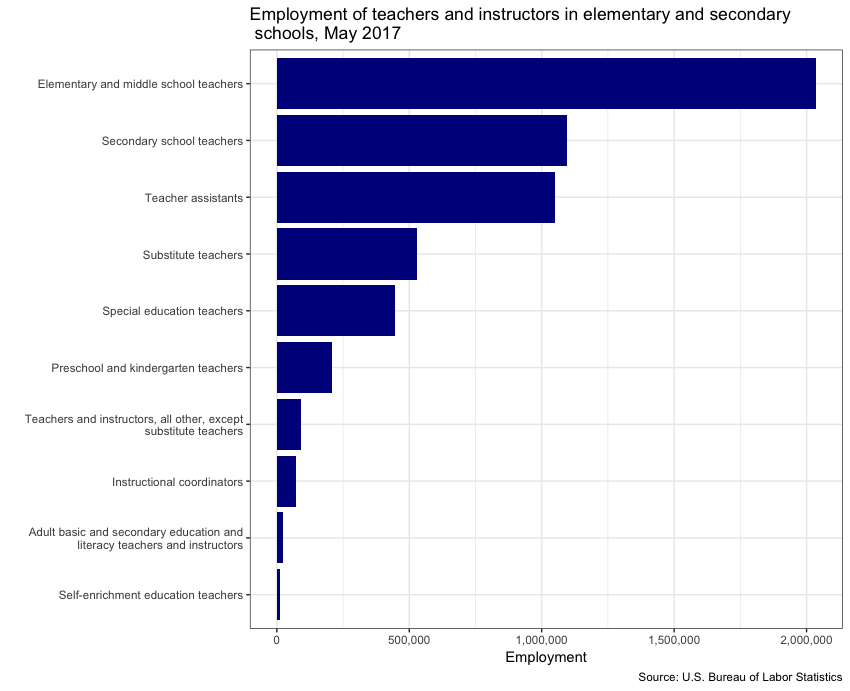 Employment of teachers and instructors in elementary and secondary
schools, May 2017
Elementary and middle school teachers
Secondary school teachers
Teacher assistants
Substitute teachers
Special education teachers
Preschool and kindergarten teachers
Teachers and instructors, all other, except
substitute teachers
Instructional coordinators
Adult basic and secondary education and
literacy teachers and instructors
Self-enrichment education teachers
0
500,000
1,000,000
1,500,000
2,000,000
Employment
Source: U.S. Bureau of Labor Statistics